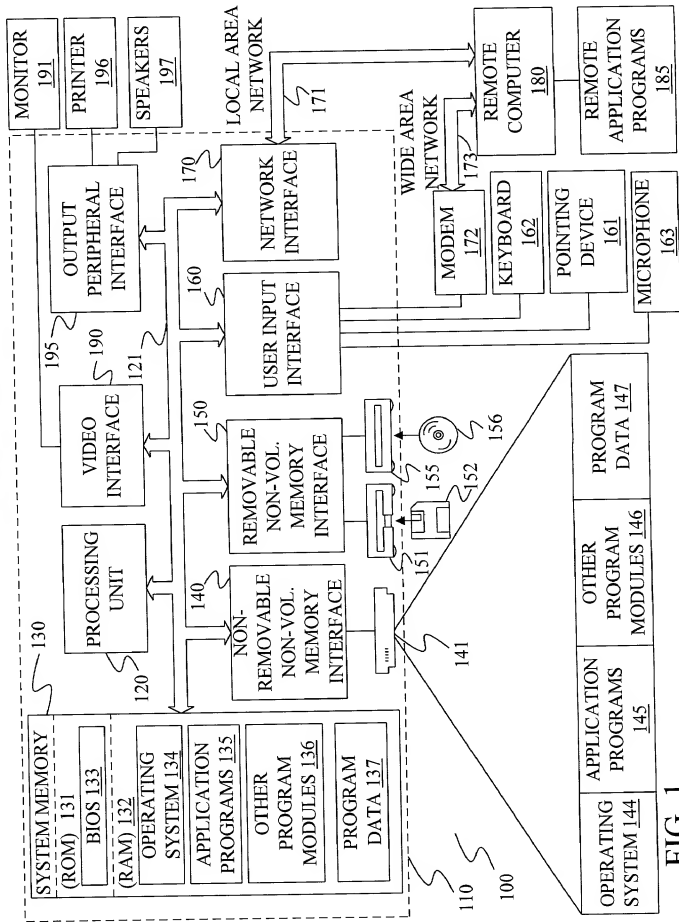 SYSTEM MEMORY
(ROM) 131
BIOS 133
(RAM) 132
OPERATING
SYSTEM 134
APPLICATION
PROGRAMS 135
OTHER
PROGRAM
MODULES 136
PROGRAM
DATA 137
130
PROCESSING
UNIT
120
VIDEO
INTERFACE
190
OUTPUT
PERIPHERAL
INTERFACE
195
121
MONITOR
191
PRINTER
196
SPEAKERS
197
NON-
REMOVABLE
NON-VOL.
MEMORY
INTERFACE
140
REMOVABLE
NON-VOL.
MEMORY
INTERFACE
150
USER INPUT
INTERFACE
160
NETWORK
INTERFACE
170
LOCAL AREA
NETWORK
171
WIDE AREA
NETWORK
173
141
151
152
155
156
MODEM
172
KEYBOARD
162
POINTING
DEVICE
161
MICROPHONE
163
REMOTE
COMPUTER
180
REMOTE
APPLICATION
PROGRAMS
185
110
100
OPERATING
SYSTEM 144
APPLICATION
PROGRAMS
145
OTHER
PROGRAM
MODULES 146
PROGRAM
DATA 147
FIG. 1